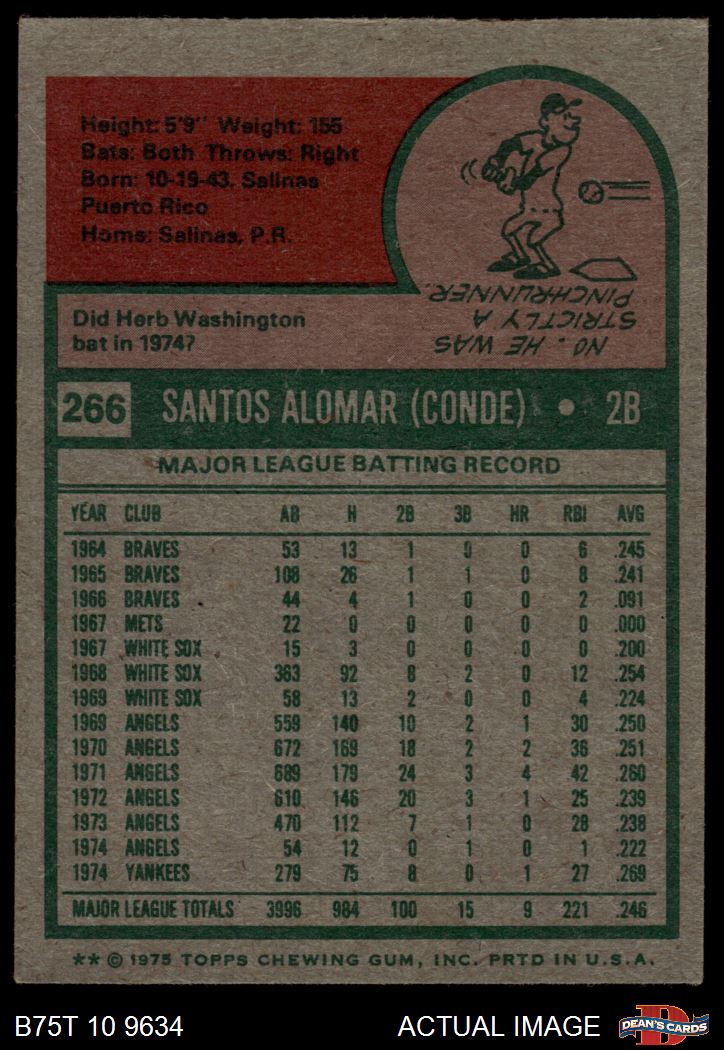 Height: 5'9" Weight: 155
Bats: Both Throws: Right
Born: 10-19-43, Salinas
Puerto Rico
Home: Salinas, P.R.
Did Herb Washington
bat in 1974?
NO. HE WAS
STRICTLY A
PINCHRUNNER.
266 SANTOS ALOMAR (CONDE) • 2B
MAJOR LEAGUE BATTING RECORD
YEAR CLUB AB H 2B 3B HR RBI AVG
1964 BRAVES 53 13 1 0 0 6 .245
1965 BRAVES 108 26 1 1 0 8 .241
1966 BRAVES 44 4 1 0 0 2 .091
1967 METS 22 0 0 0 0 0 .000
1967 WHITE SOX 15 3 0 0 0 0 .200
1968 WHITE SOX 363 92 8 2 0 12 .254
1969 WHITE SOX 58 13 2 0 0 4 .224
1969 ANGELS 559 140 10 2 1 30 .250
1970 ANGELS 672 169 18 2 2 36 .251
1971 ANGELS 689 179 24 3 4 42 .260
1972 ANGELS 610 146 20 3 1 25 .239
1973 ANGELS 470 112 7 1 0 28 .238
1974 ANGELS 54 12 0 1 0 1 .222
1974 YANKEES 279 75 8 0 1 27 .269
MAJOR LEAGUE TOTALS 3996 984 100 15 9 221 .246
** © 1975 TOPPS CHEWING GUM, INC. PRTD IN U.S.A.
B75T 10 9634 ACTUAL IMAGE D DEAN'S CARDS